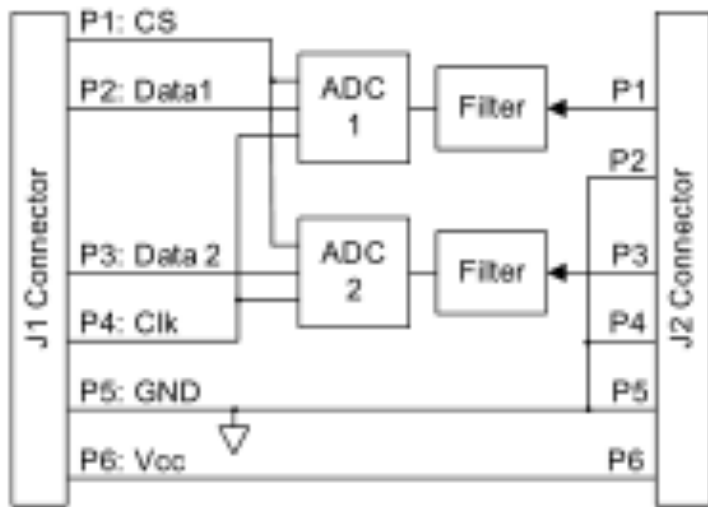 P1: CS
P2: Data1
ADC
1
Filter
P1
P2
P3: Data 2
ADC
2
Filter
P3
P4: Clk
P4
P5: GND
P5
P6: Vcc
P6
J1 Connector
J2 Connector